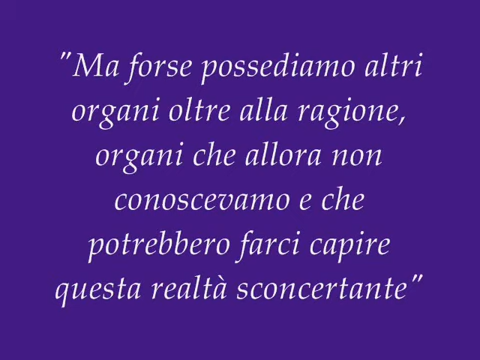 "Ma forse possediamo altri
organi oltre alla ragione,
organi che allora non
conoscevamo e che
potrebbero farci capire
questa realtà sconcertante"